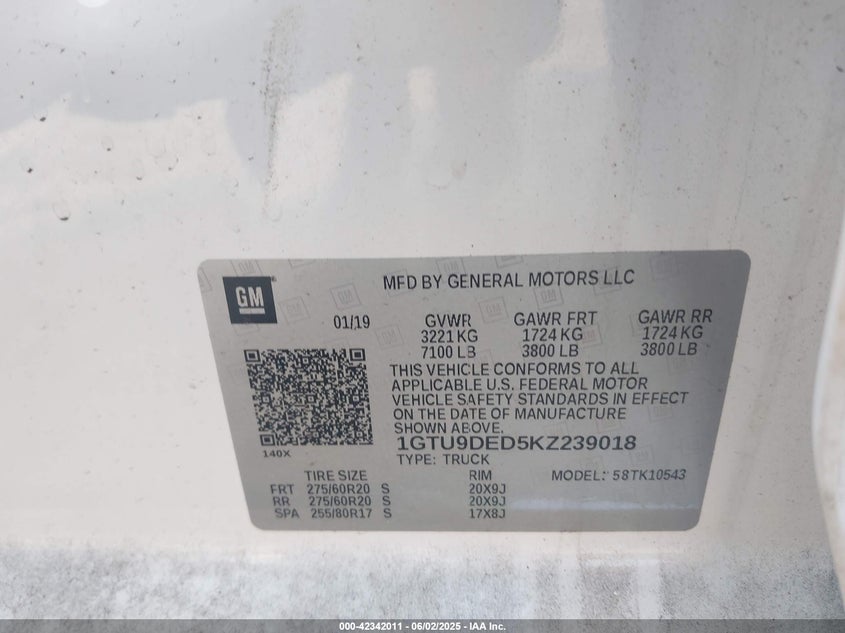 GM
MFD BY GENERAL MOTORS LLC
01/19
GVWR GAWR FRT GAWR RR
3221 KG 1724 KG 1724 KG
7100 LB 3800 LB 3800 LB
THIS VEHICLE CONFORMS TO ALL
APPLICABLE U.S. FEDERAL MOTOR
VEHICLE SAFETY STANDARDS IN EFFECT
ON THE DATE OF MANUFACTURE
SHOWN ABOVE.
1GTU9DED5KZ239018
140X
TYPE: TRUCK MODEL: 58TK10543
TIRE SIZE RIM
FRT 275/60R20 S 20X9J
RR 275/60R20 S 20X9J
SPA 255/80R17 S 17X8J
000-42342011 - 06/02/2025 - IAA Inc.